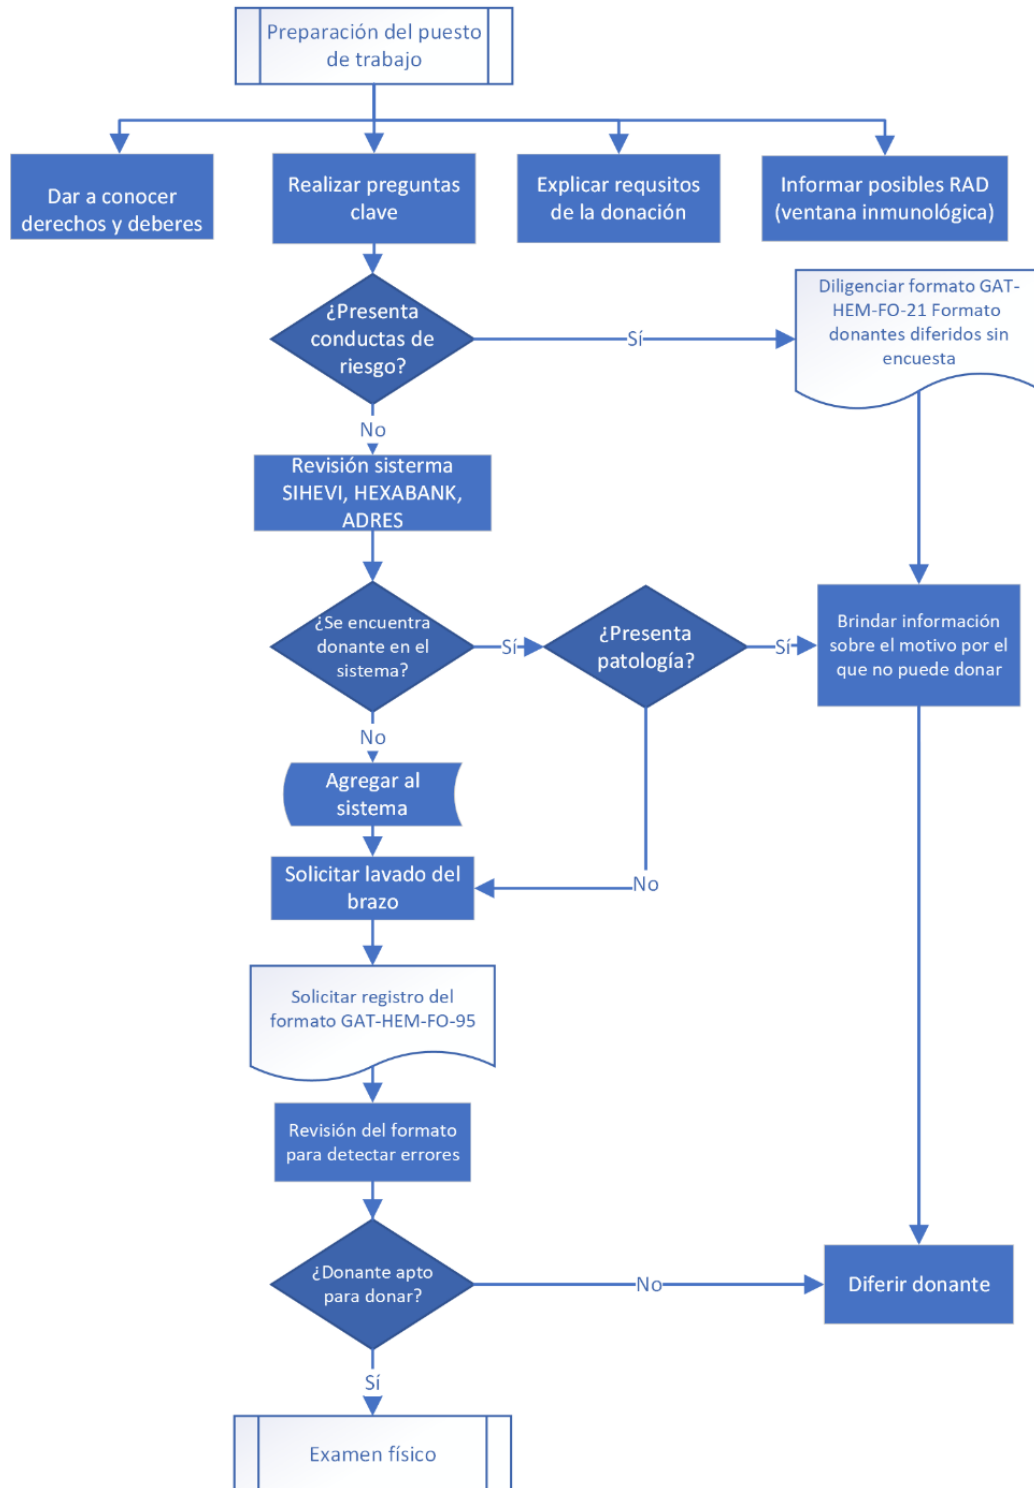 Preparación del puesto
de trabajo
Dar a conocer
derechos y deberes
Realizar preguntas
clave
Explicar requsitos
de la donación
Informar posibles RAD
(ventana inmunológica)
¿Presenta
conductas de
riesgo?
Sí
Diligenciar formato GAT-
HEM-FO-21 Formato
donantes diferidos sin
encuesta
No
Revisión sisterma
SIHEVI, HEXABANK,
ADRES
¿Se encuentra
donante en el
sistema?
Sí
¿Presenta
patología?
Sí
Brindar información
sobre el motivo por el
que no puede donar
No
Agregar al
sistema
Solicitar lavado del
brazo
No
Solicitar registro del
formato GAT-HEM-FO-95
Revisión del formato
para detectar errores
¿Donante apto
para donar?
No
Diferir donante
Sí
Examen físico